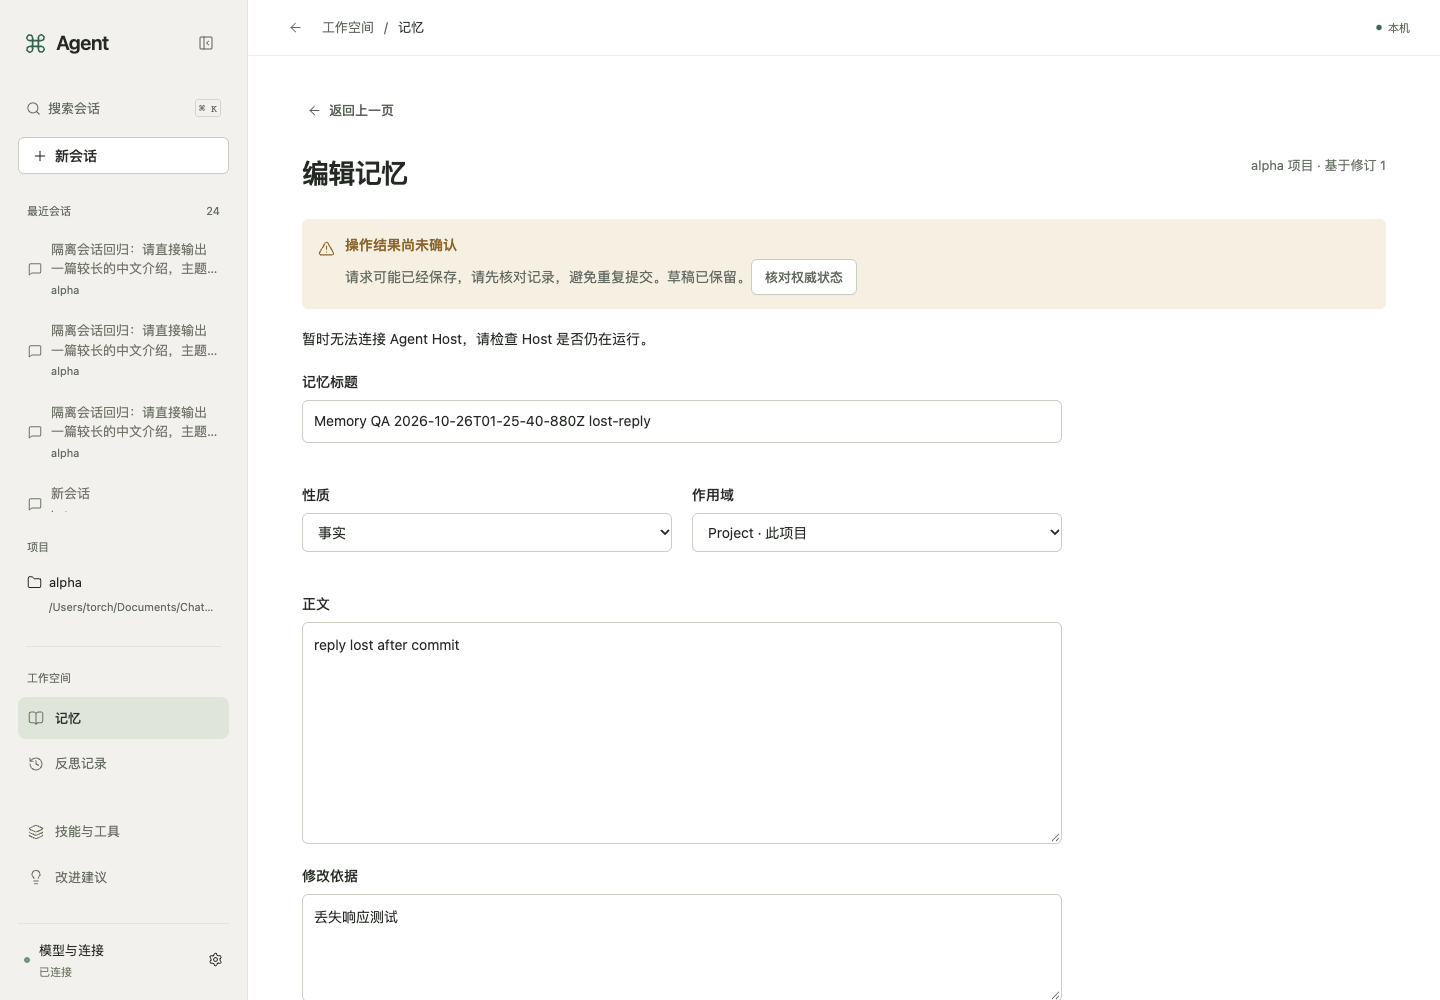 Agent
搜索会话
⌘ K
新会话
最近会话 24
隔离会话回归：请直接输出
一篇较长的中文介绍，主题...
alpha
隔离会话回归：请直接输出
一篇较长的中文介绍，主题...
alpha
隔离会话回归：请直接输出
一篇较长的中文介绍，主题...
alpha
新会话
项目
alpha
/Users/torch/Documents/Chat...
工作空间
记忆
反思记录
技能与工具
改进建议
模型与连接
已连接
工作空间 / 记忆
本机
返回上一页
编辑记忆
alpha 项目 · 基于修订 1
操作结果尚未确认
请求可能已经保存，请先核对记录，避免重复提交。草稿已保留。 核对权威状态
暂时无法连接 Agent Host，请检查 Host 是否仍在运行。
记忆标题
Memory QA 2026-10-26T01-25-40-880Z lost-reply
性质 作用域
事实 Project · 此项目
正文
reply lost after commit
修改依据
丢失响应测试